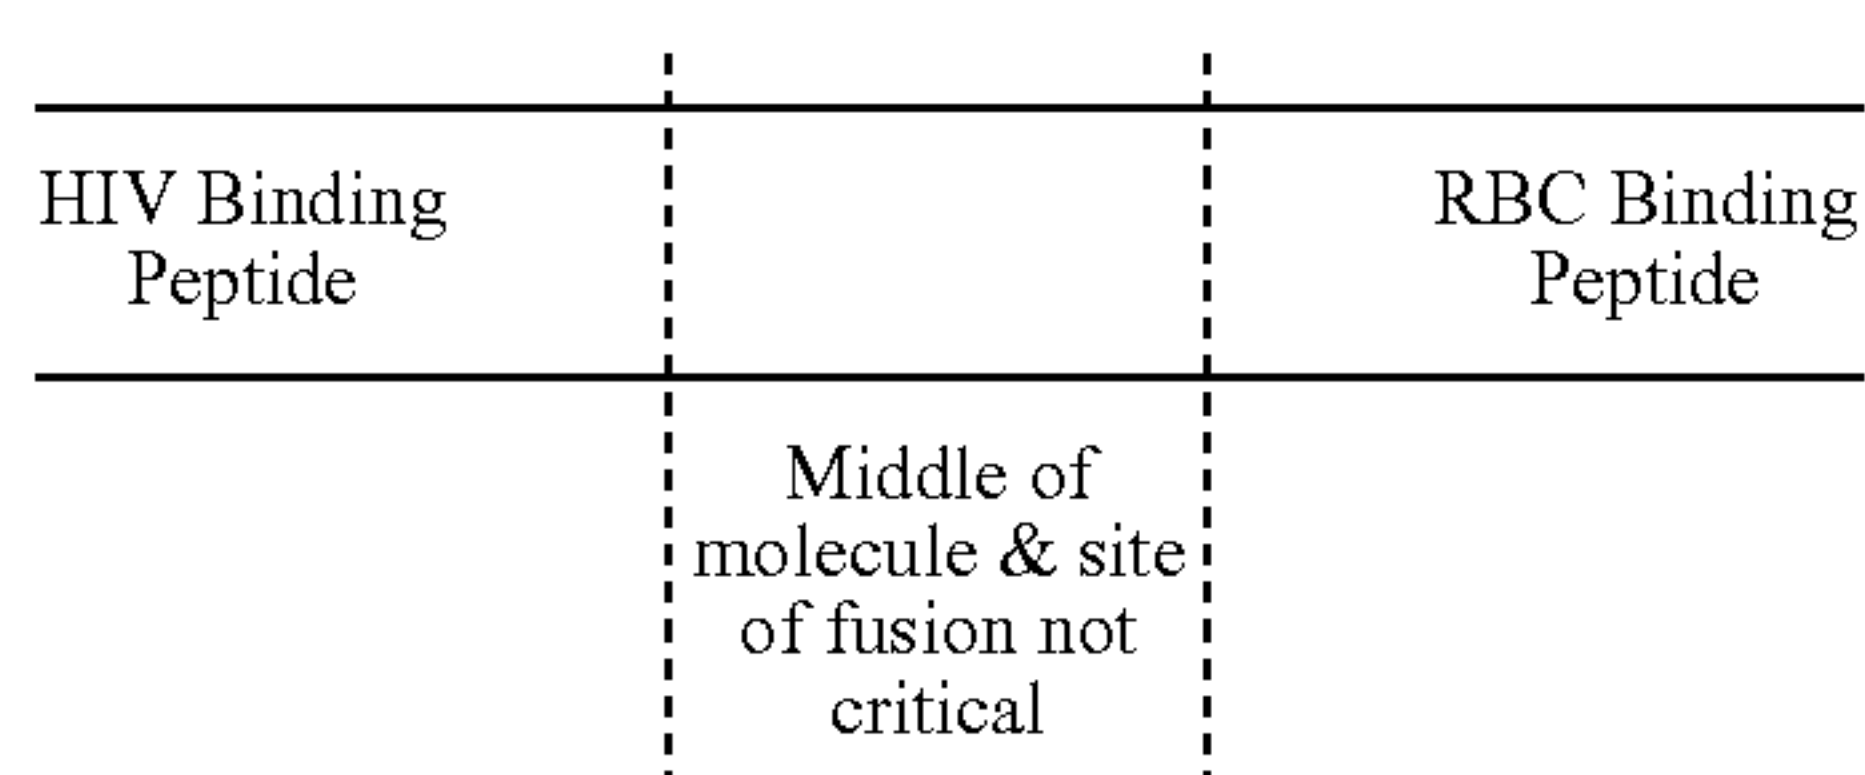 HIV Binding
Peptide
RBC Binding
Peptide
Middle of
molecule & site
of fusion not
critical